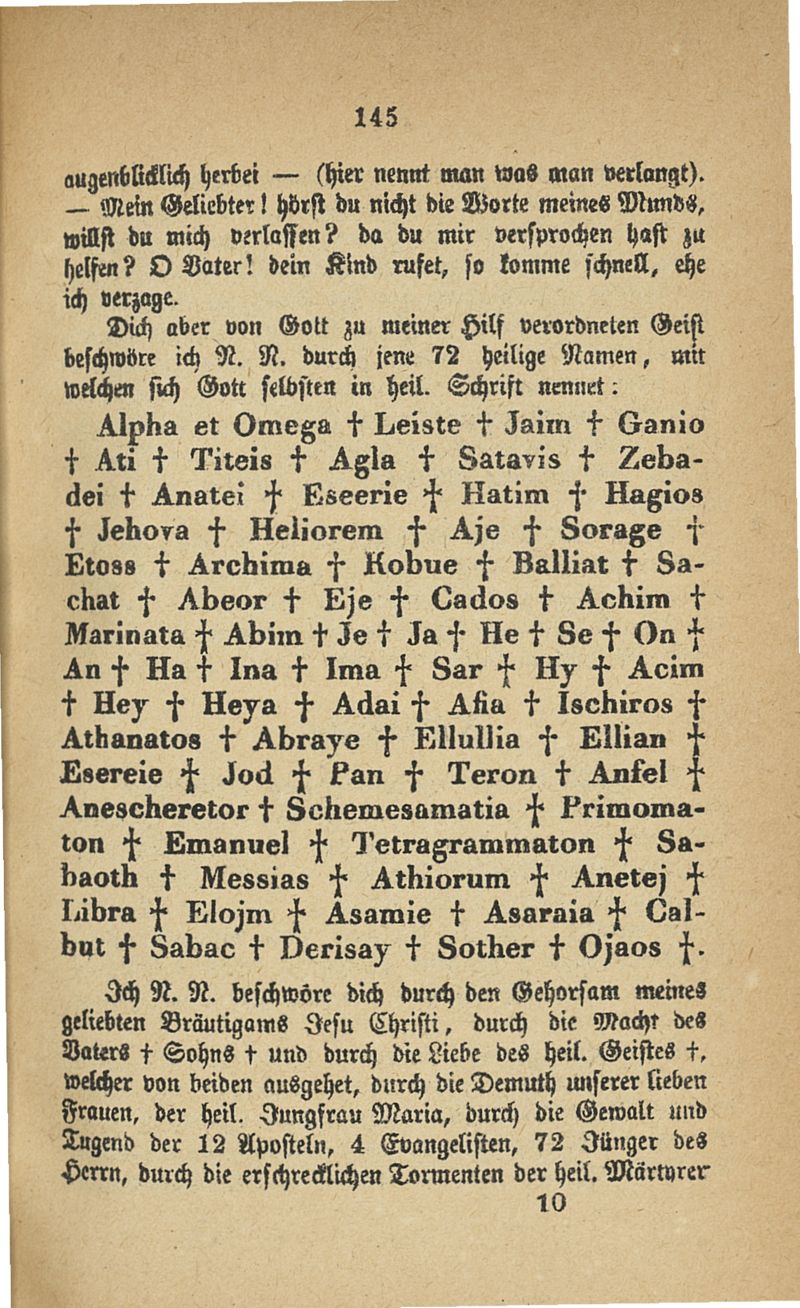 145
augenblicklich herbei — (hier nennt man was man verlangt).
— Mein Geliebter! hörst du nicht die Worte meines Munds,
willst du mich verlassen? da du mir versprochen hast zu
helfen? O Vater! dein Kind rufet, so komme schnell, ehe
ich verzage.
Dich aber von Gott zu meiner Hilf verordneten Geist
beschwöre ich N. N. durch jene 72 heilige Namen, mit
welchen sich Gott selbsten in heil. Schrift nennet:
Alpha et Omega † Leiste † Jaim † Ganio
† Ati † Titeis † Agla † Satavis † Zeba-
dei † Anatei † Eseerie † Hatim † Hagios
† Jehova † Heliorem † Aje † Sorage †
Etoss † Archima † Kobue † Balliat † Sa-
chat † Abeor † Eje † Cados † Achim †
Marinata † Abim † Je † Ja † He † Se † On †
An † Ha † Ina † Ima † Sar † Hy † Acim
† Hey † Heya † Adai † Afia † Ischiros †
Athanatos † Abraye † Ellullia † Ellian †
Esereie † Jod † Pan † Teron † Anfel †
Anescheretor † Schemesamatia † Primoma-
ton † Emanuel † Tetragrammaton † Sa-
baoth † Messias † Athiorum † Anetej †
Libra † Elojm † Asamie † Asaraia † Cal-
but † Sabac † Derisay † Sother † Ojaos †.
Ich N. N. beschwöre dich durch den Gehorsam meines
geliebten Bräutigams Jesu Christi, durch die Macht des
Vaters † Sohns † und durch die Liebe des heil. Geistes †,
welcher von beiden ausgehet, durch die Demuth unserer lieben
Frauen, der heil. Jungfrau Maria, durch die Gewalt und
Tugend der 12 Aposteln, 4 Evangelisten, 72 Jünger des
Herrn, durch die erschrecklichen Tormenten der heil. Märtyrer
10